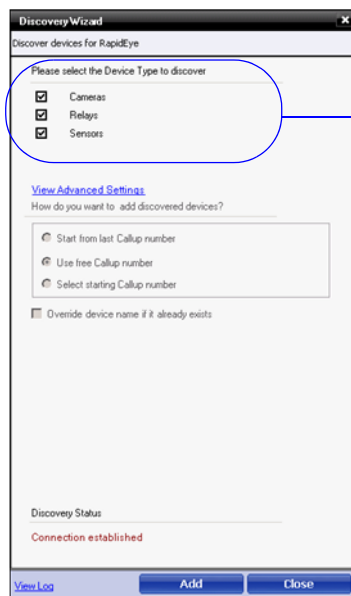 Discovery Wizard
Discover devices for RapidEye
Please select the Device Type to discover
Cameras
Relays
Sensors
View Advanced Settings
How do you want to add discovered devices?
Start from last Callup number
Use free Callup number
Select starting Callup number
Override device name if it already exists
Discovery Status
Connection established
View Log
Add
Close